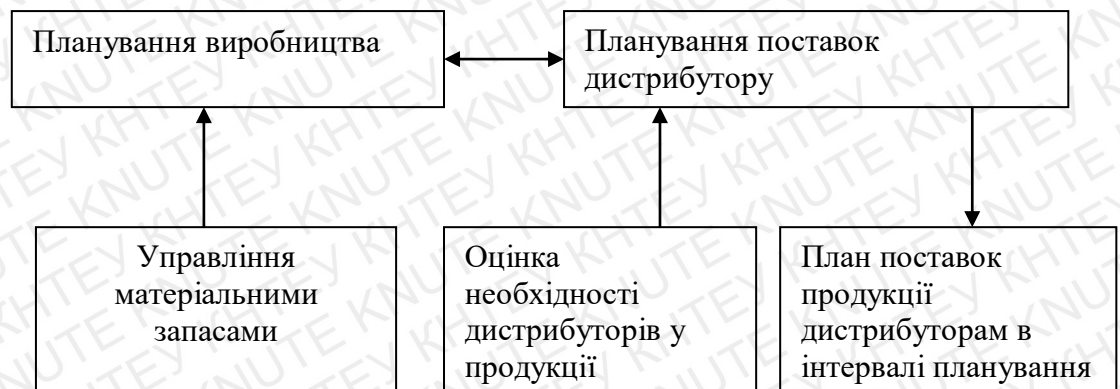 Планування виробництва
Планування поставок
дистрибутору
Управління
матеріальними
запасами
Оцінка
необхідності
дистрибуторів у
продукції
План поставок
продукції
дистрибуторам в
інтервалі планування